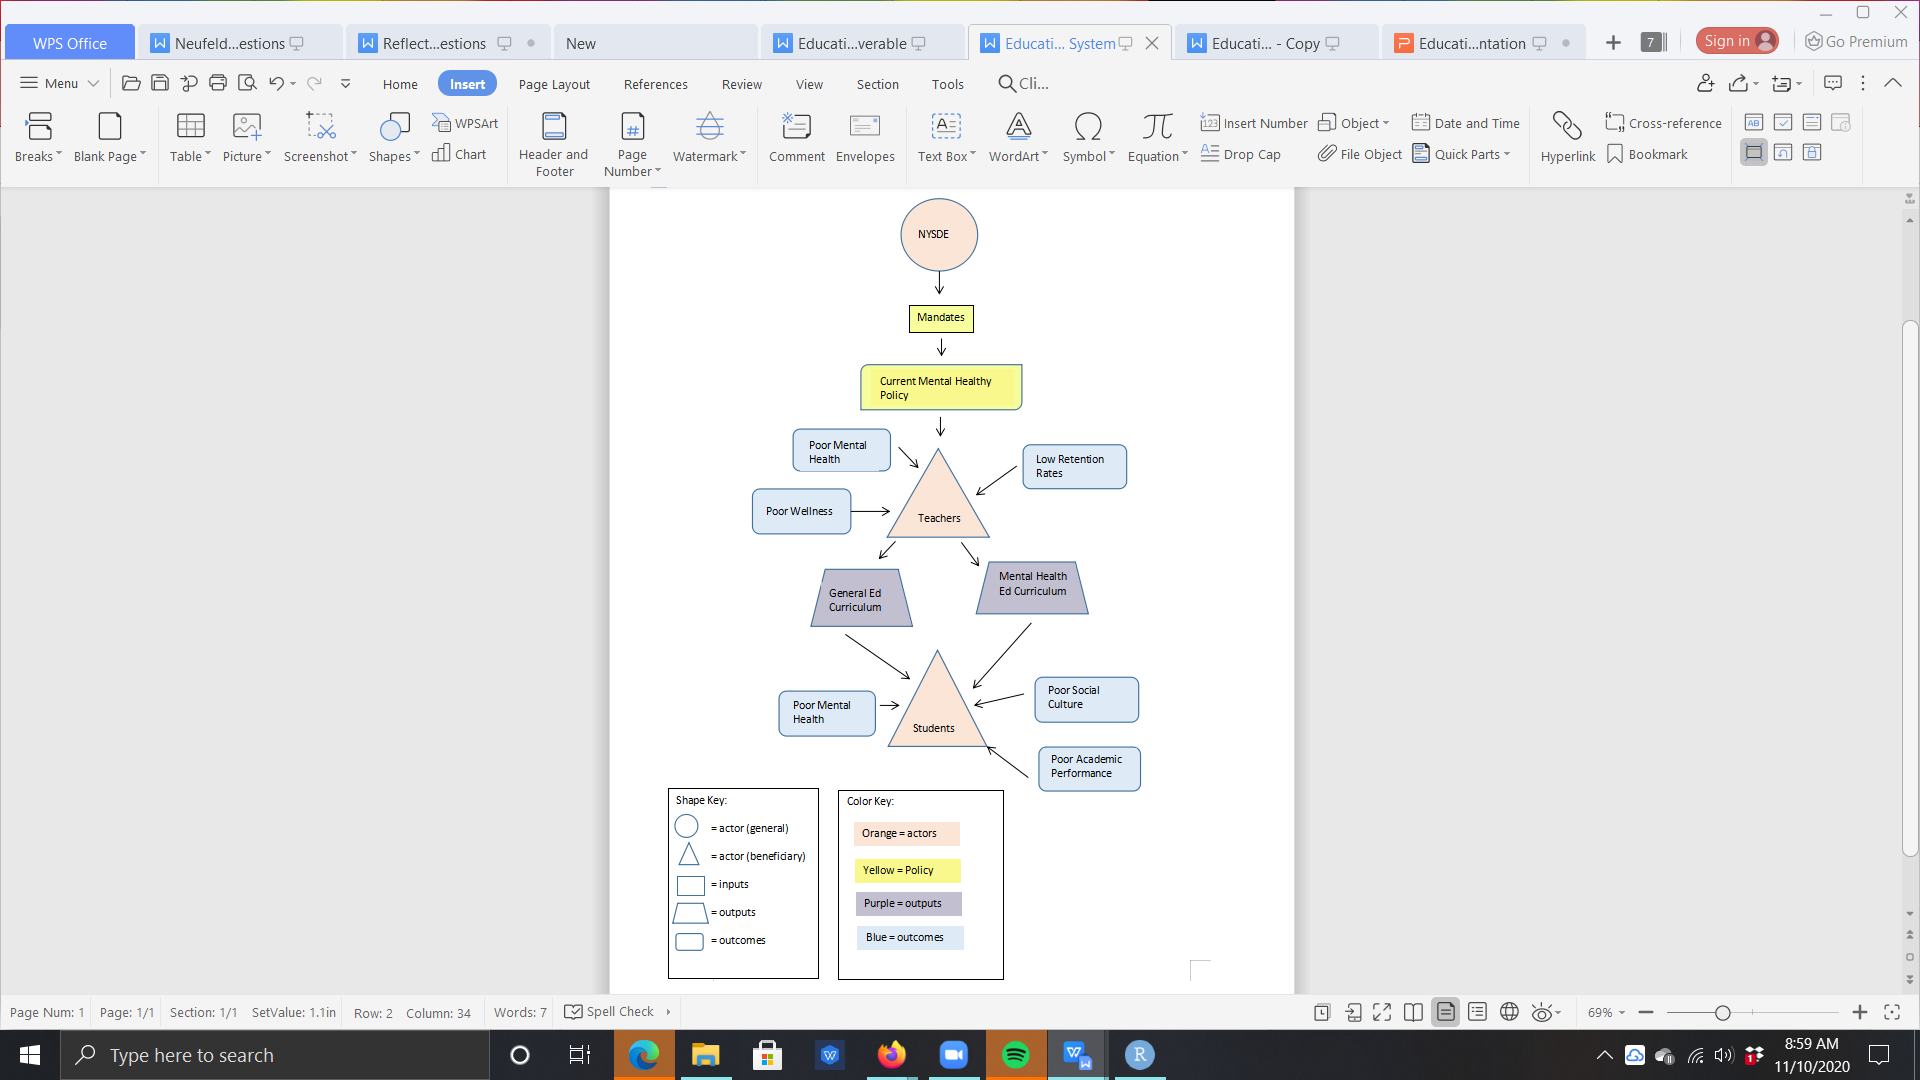 WPS Office
Neufeld...estions
Reflect...estions
New
Educati...verable
Educati... System
Educati... - Copy
Educati...ntation
7
Sign in
Go Premium
Menu
Home
Insert
Page Layout
References
Review
View
Section
Tools
Cli...
Breaks
Blank Page
Table
Picture
Screenshot
Shapes
WPSArt
Chart
Header and
Footer
Page
Number
Watermark
Comment
Envelopes
Text Box
WordArt
Symbol
Equation
Insert Number
Drop Cap
Object
File Object
Date and Time
Quick Parts
Hyperlink
Cross-reference
Bookmark
NYSDE
Mandates
Current Mental Healthy
Policy
Poor Mental
Health
Low Retention
Rates
Poor Wellness
Teachers
General Ed
Curriculum
Mental Health
Ed Curriculum
Poor Mental
Health
Students
Poor Social
Culture
Poor Academic
Performance
Shape Key:
= actor (general)
= actor (beneficiary)
= inputs
= outputs
= outcomes
Color Key:
Orange = actors
Yellow = Policy
Purple = outputs
Blue = outcomes
Page Num: 1
Page: 1/1
Section: 1/1
SetValue: 1.1in
Row: 2
Column: 34
Words: 7
Spell Check
69%
Type here to search
8:59 AM
11/10/2020